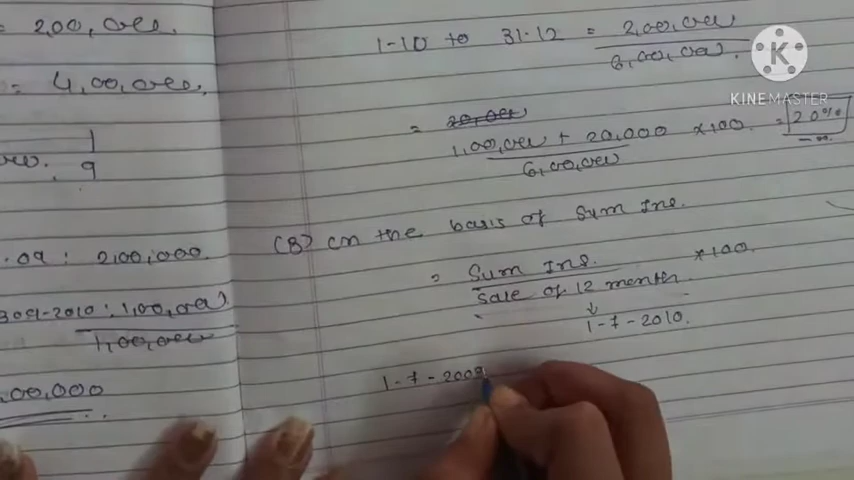 = 200,000.
= 4,00,000.
1
9
.09 : 2,00,000.
2010 : 1,00,000
1,00,000
,00,000
1-10 to 31.12 = 2,00,000
6,00,000.
=
1,00,000 + 20,000 ×100 = 20%
6,00,000
(B) on the basis of Sum Ins.
= Sum Ins. ×100
Sale of 12 month
↓
1-7-2010.
1-7-2009
KINEMASTER